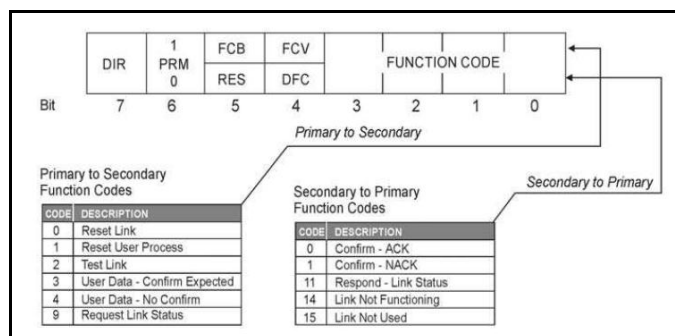 DIR 1 PRM 0 FCB FCV FUNCTION CODE
RES DFC
Bit 7 6 5 4 3 2 1 0
Primary to Secondary
Secondary to Primary
Primary to Secondary
Function Codes
CODE DESCRIPTION
0 Reset Link
1 Reset User Process
2 Test Link
3 User Data - Confirm Expected
4 User Data - No Confirm
9 Request Link Status
Secondary to Primary
Function Codes
CODE DESCRIPTION
0 Confirm - ACK
1 Confirm - NACK
11 Respond - Link Status
14 Link Not Functioning
15 Link Not Used